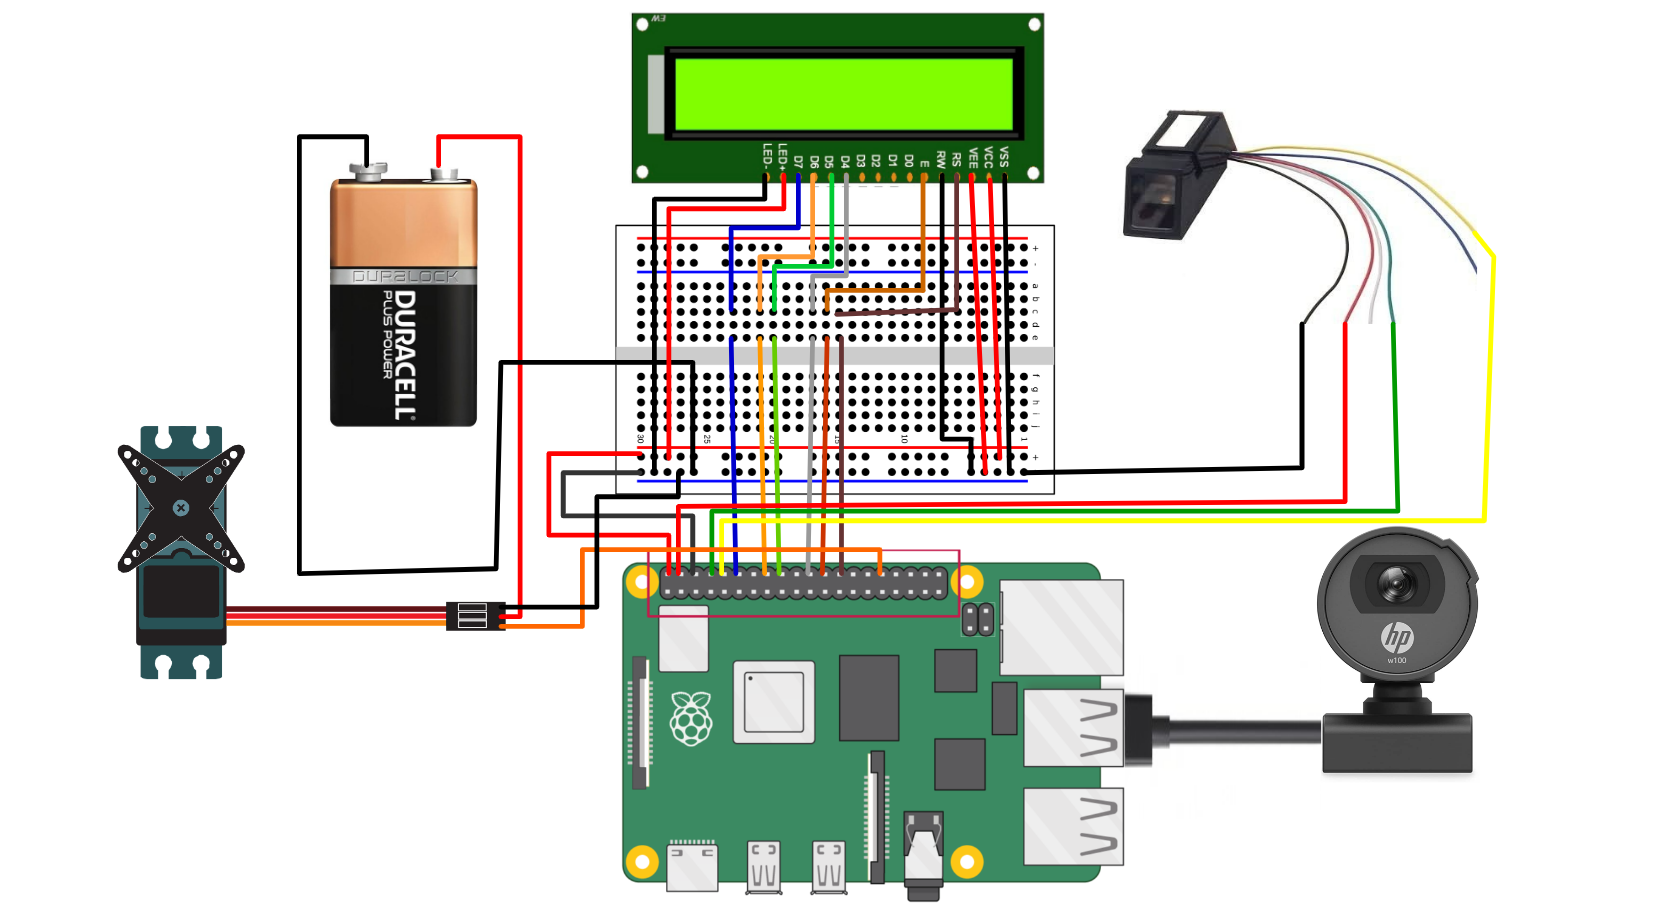 EW
LED-
LED+
D7
D6
D5
D4
D3
D2
D1
D0
E
RW
RS
VEE
VCC
VSS
DURALOCK
DURACELL®
PLUS POWER
+
-
a
b
c
d
e
f
g
h
i
j
30
25
20
15
10
1
+
hp
w100